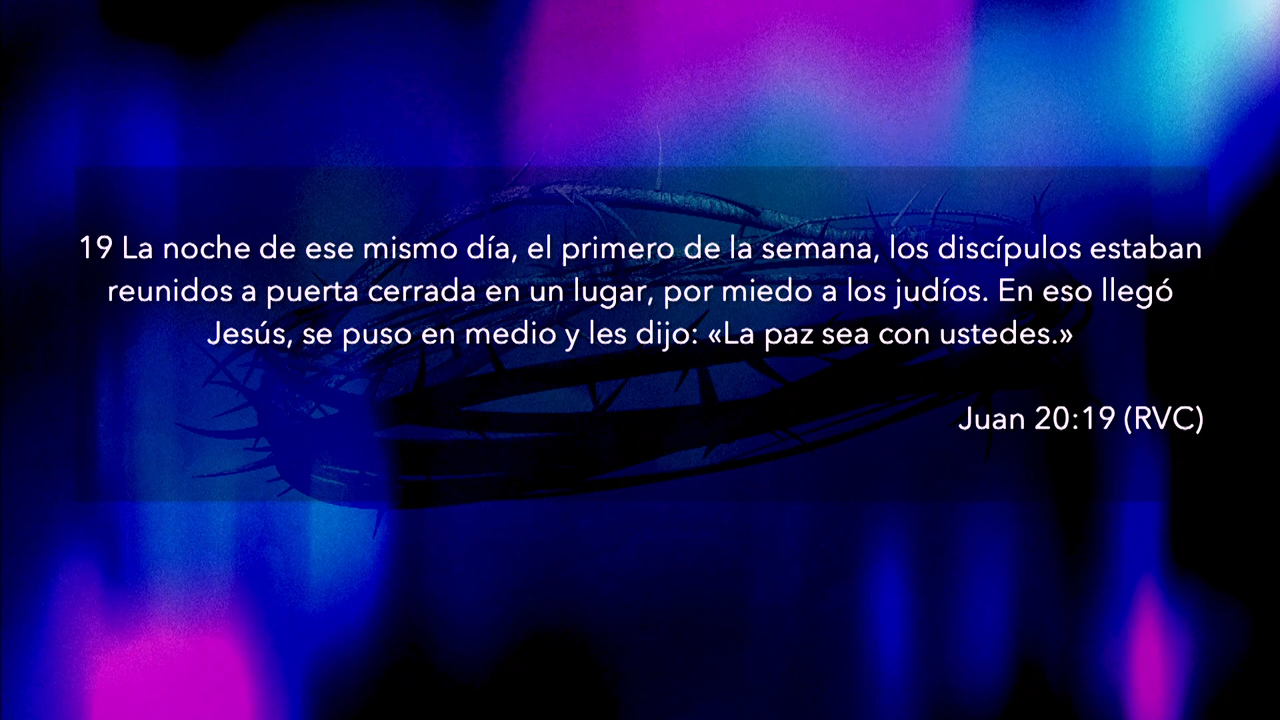 19 La noche de ese mismo día, el primero de la semana, los discípulos estaban
reunidos a puerta cerrada en un lugar, por miedo a los judíos. En eso llegó
Jesús, se puso en medio y les dijo: «La paz sea con ustedes.»
Juan 20:19 (RVC)